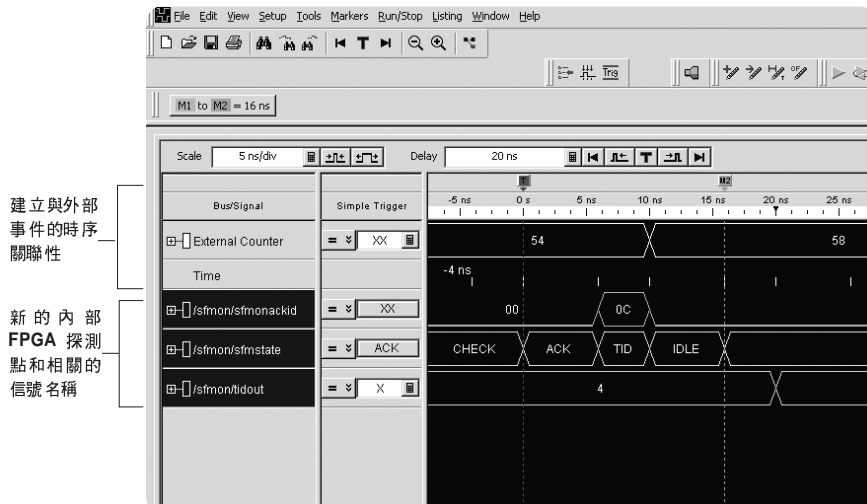 File Edit View Setup Tools Markers Run/Stop Listing Window Help
T
Trig
M1 to M2 = 16 ns
Scale 5 ns/div Delay 20 ns T
M2
Bus/Signal Simple Trigger -5 ns 0 s 5 ns 10 ns 15 ns 20 ns 25 ns
建立與外部
事件的時序
關聯性
External Counter = XX 54 58
Time -4 ns
新的內部
FPGA 探測
點和相關的
信號名稱
/sfmon/sfmonackid = XX 00 0C
/sfmon/sfmstate = ACK CHECK ACK TID IDLE
/sfmon/tidout = X 4